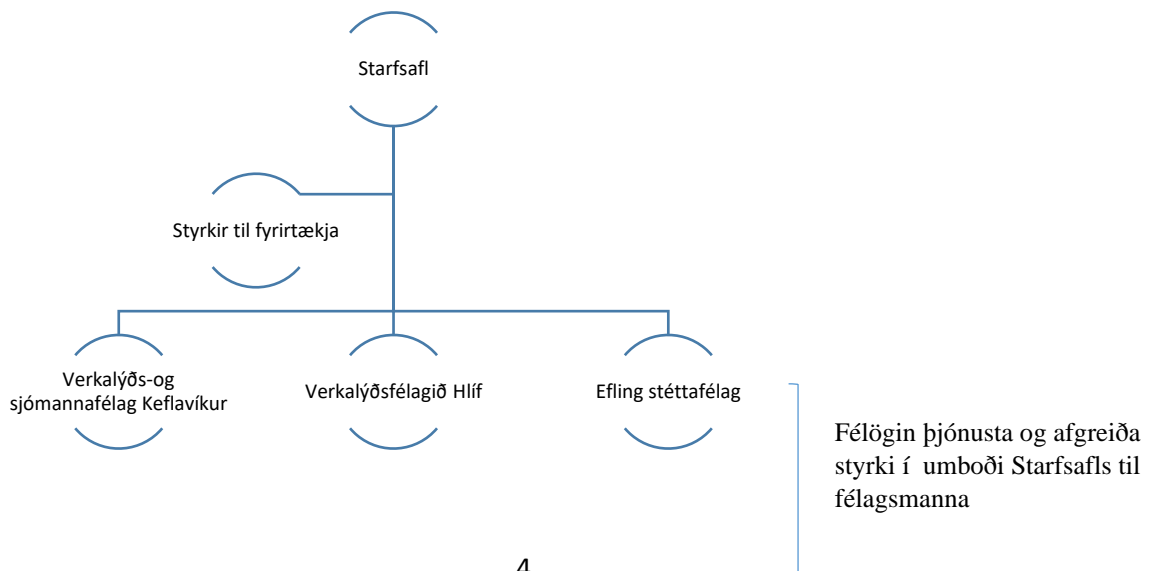 Starfsafl
Styrkir til fyrirtækja
Verkalýðs-og
sjómannafélag Keflavíkur
Verkalýðsfélagið Hlíf
Efling stéttafélag
Félögin þjónusta og afgreiða
styrki í umboði Starfsafls til
félagsmanna
4